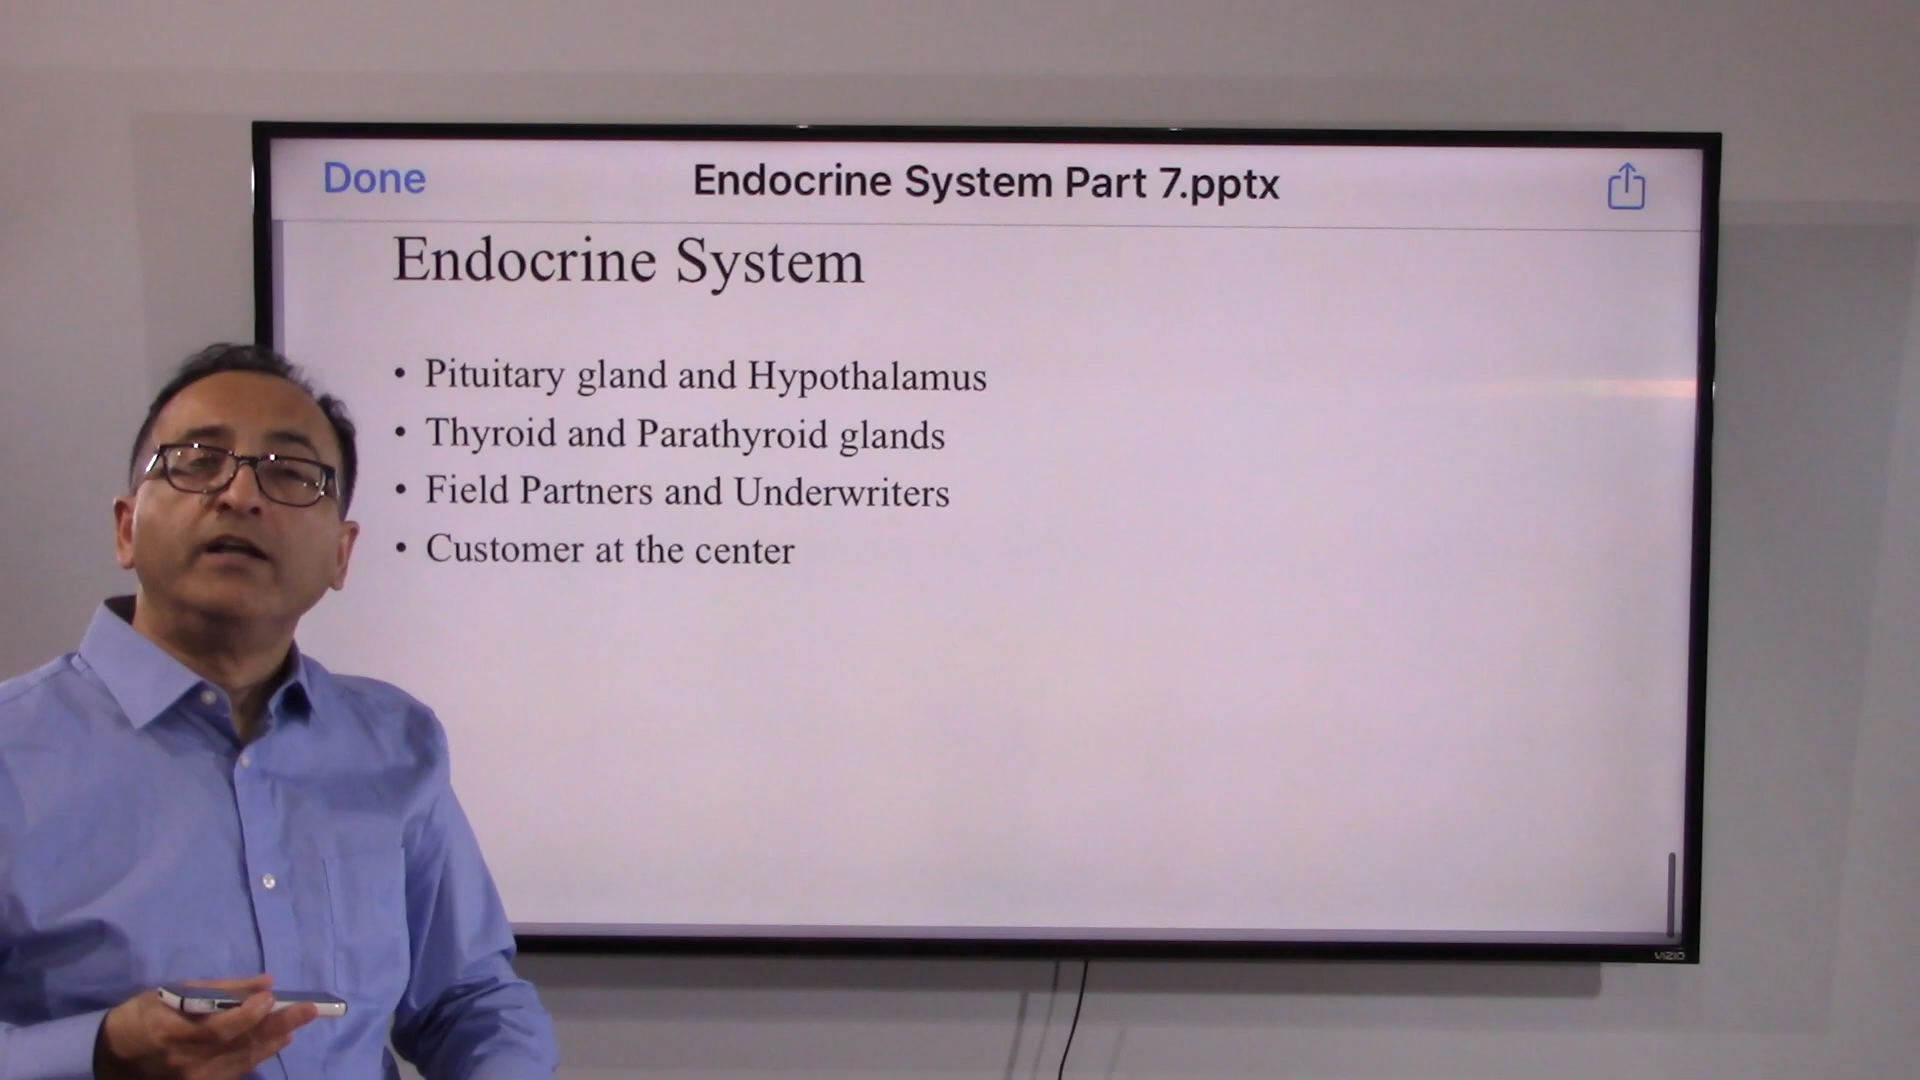 Done
Endocrine System Part 7.pptx
Endocrine System
• Pituitary gland and Hypothalamus
• Thyroid and Parathyroid glands
• Field Partners and Underwriters
• Customer at the center
VIZIO